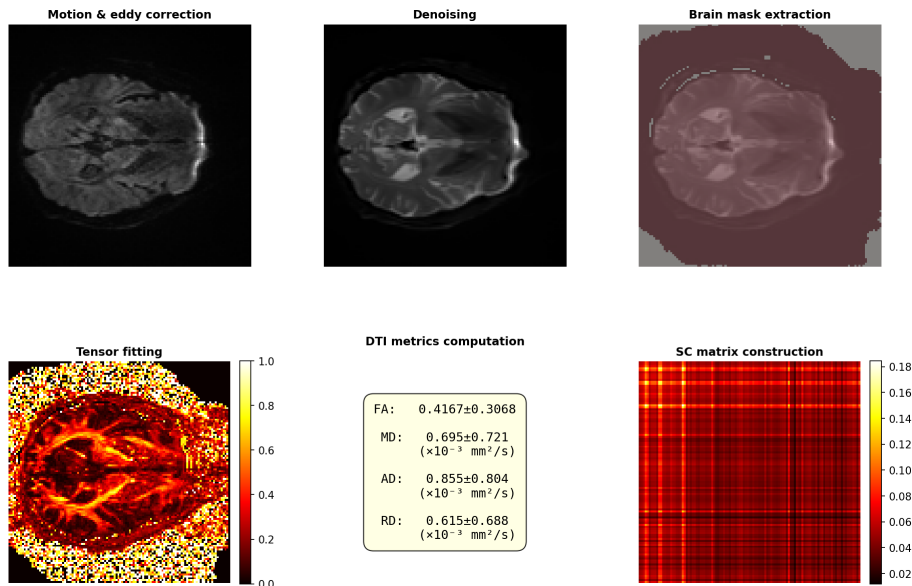 Motion & eddy correction
Denoising
Brain mask extraction
Tensor fitting
1.0
0.8
0.6
0.4
0.2
0.0
DTI metrics computation
FA: 0.4167±0.3068
MD: 0.695±0.721
(×10⁻³ mm²/s)
AD: 0.855±0.804
(×10⁻³ mm²/s)
RD: 0.615±0.688
(×10⁻³ mm²/s)
SC matrix construction
0.18
0.16
0.14
0.12
0.10
0.08
0.06
0.04
0.02